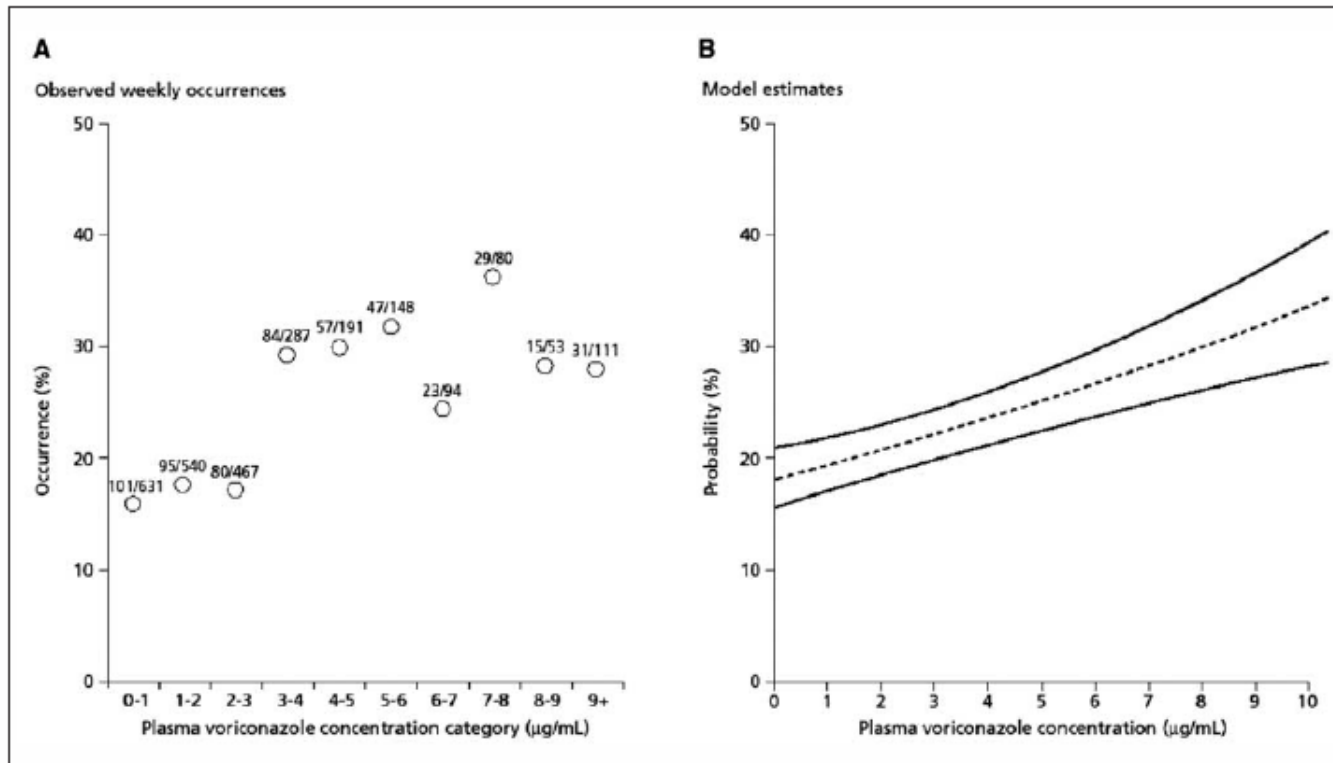 A
Observed weekly occurrences
50
40
30
20
10
0
Occurrence (%)
101/631
95/540
80/467
84/287
57/191
47/148
23/94
29/80
15/53
31/111
0-1 1-2 2-3 3-4 4-5 5-6 6-7 7-8 8-9 9+
Plasma voriconazole concentration category (µg/mL)
B
Model estimates
50
40
30
20
10
0
Probability (%)
0 1 2 3 4 5 6 7 8 9 10
Plasma voriconazole concentration (µg/mL)